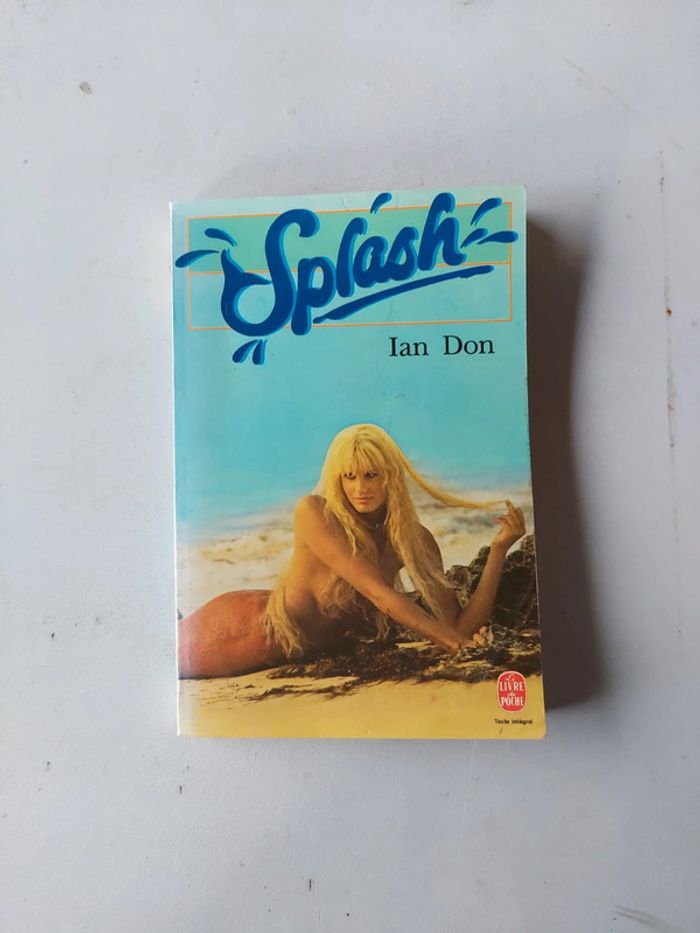 Splash
Ian Don
Le
LIVRE
de
POCHE
Texte intégral